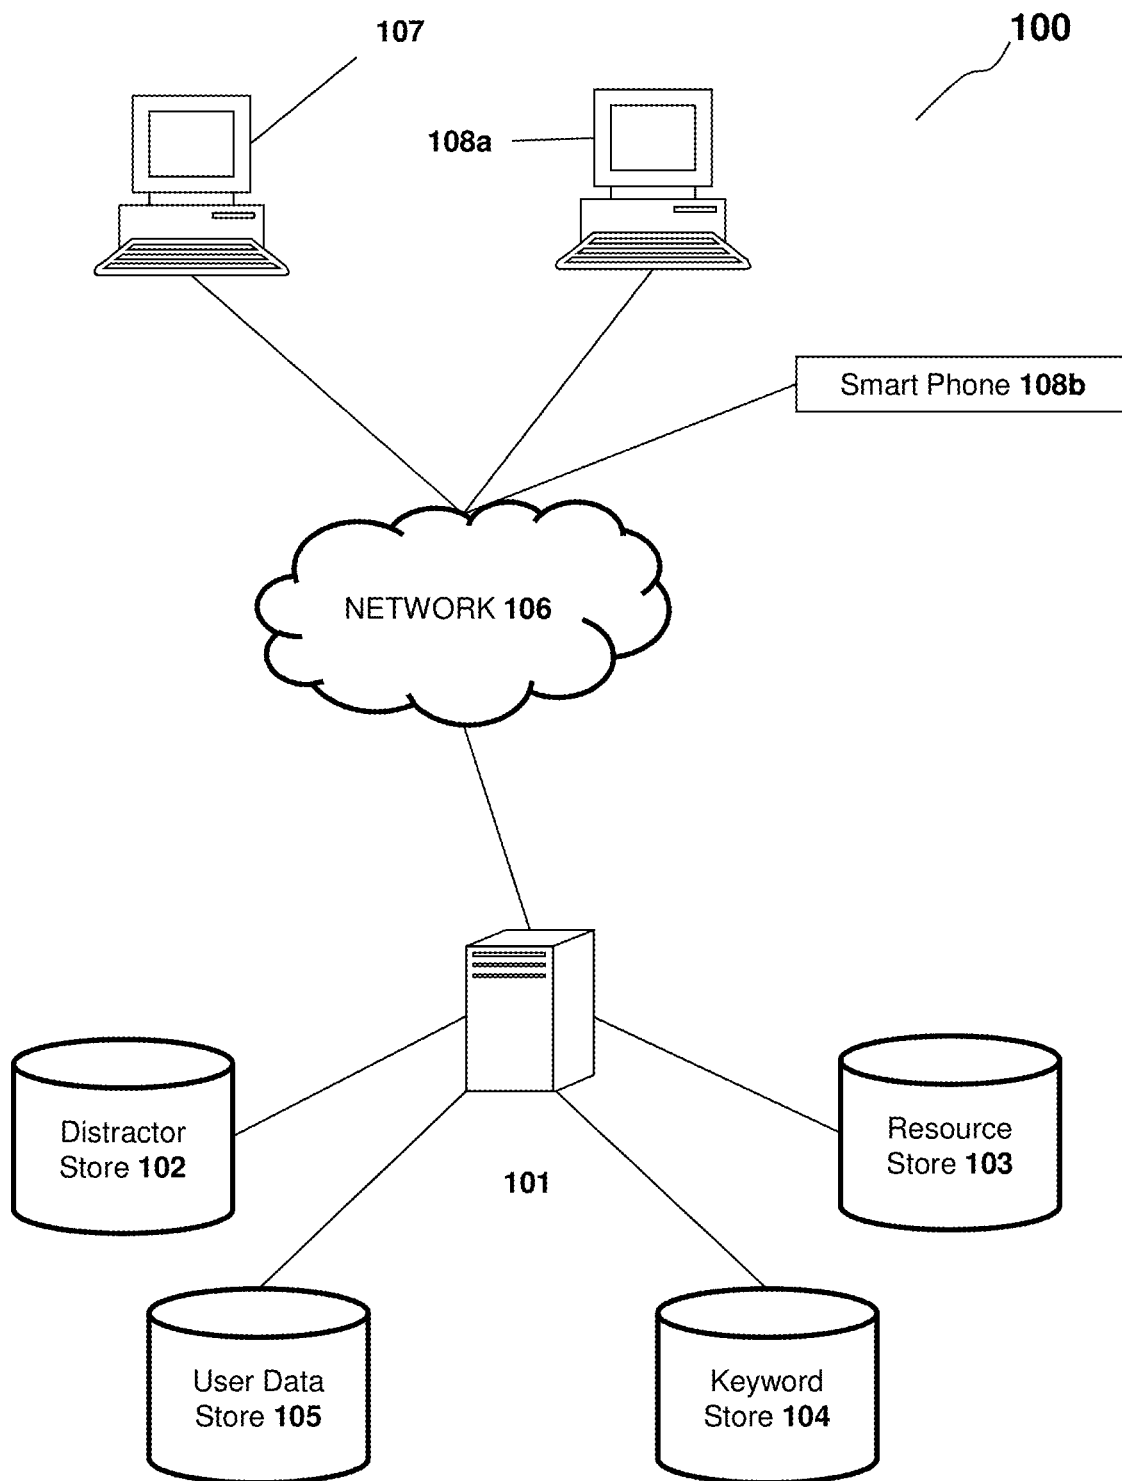 107
100
108a
Smart Phone 108b
NETWORK 106
Distractor
Store 102
Resource
Store 103
101
User Data
Store 105
Keyword
Store 104